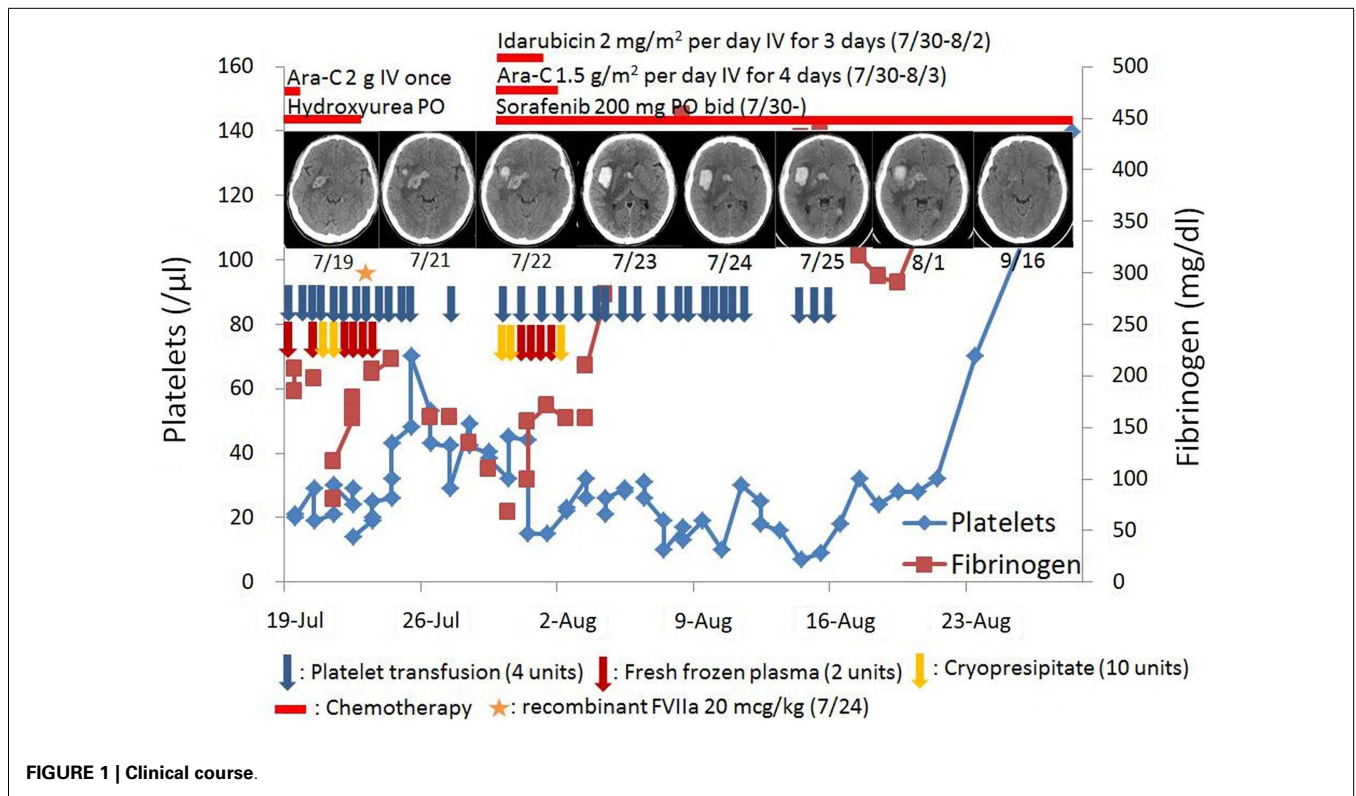 Idarubicin 2 mg/m² per day IV for 3 days (7/30-8/2)
Ara-C 2 g IV once
Ara-C 1.5 g/m² per day IV for 4 days (7/30-8/3)
Hydroxyurea PO
Sorafenib 200 mg PO bid (7/30-)
160
140
120
100
80
60
40
20
0
Platelets (/µl)
500
450
400
350
300
250
200
150
100
50
0
Fibrinogen (mg/dl)
7/19 7/21 7/22 7/23 7/24 7/25 8/1 9/16
Platelets
Fibrinogen
19-Jul 26-Jul 2-Aug 9-Aug 16-Aug 23-Aug
: Platelet transfusion (4 units) : Fresh frozen plasma (2 units) : Cryopresipitate (10 units)
: Chemotherapy : recombinant FVIIa 20 mcg/kg (7/24)
FIGURE 1 | Clinical course.